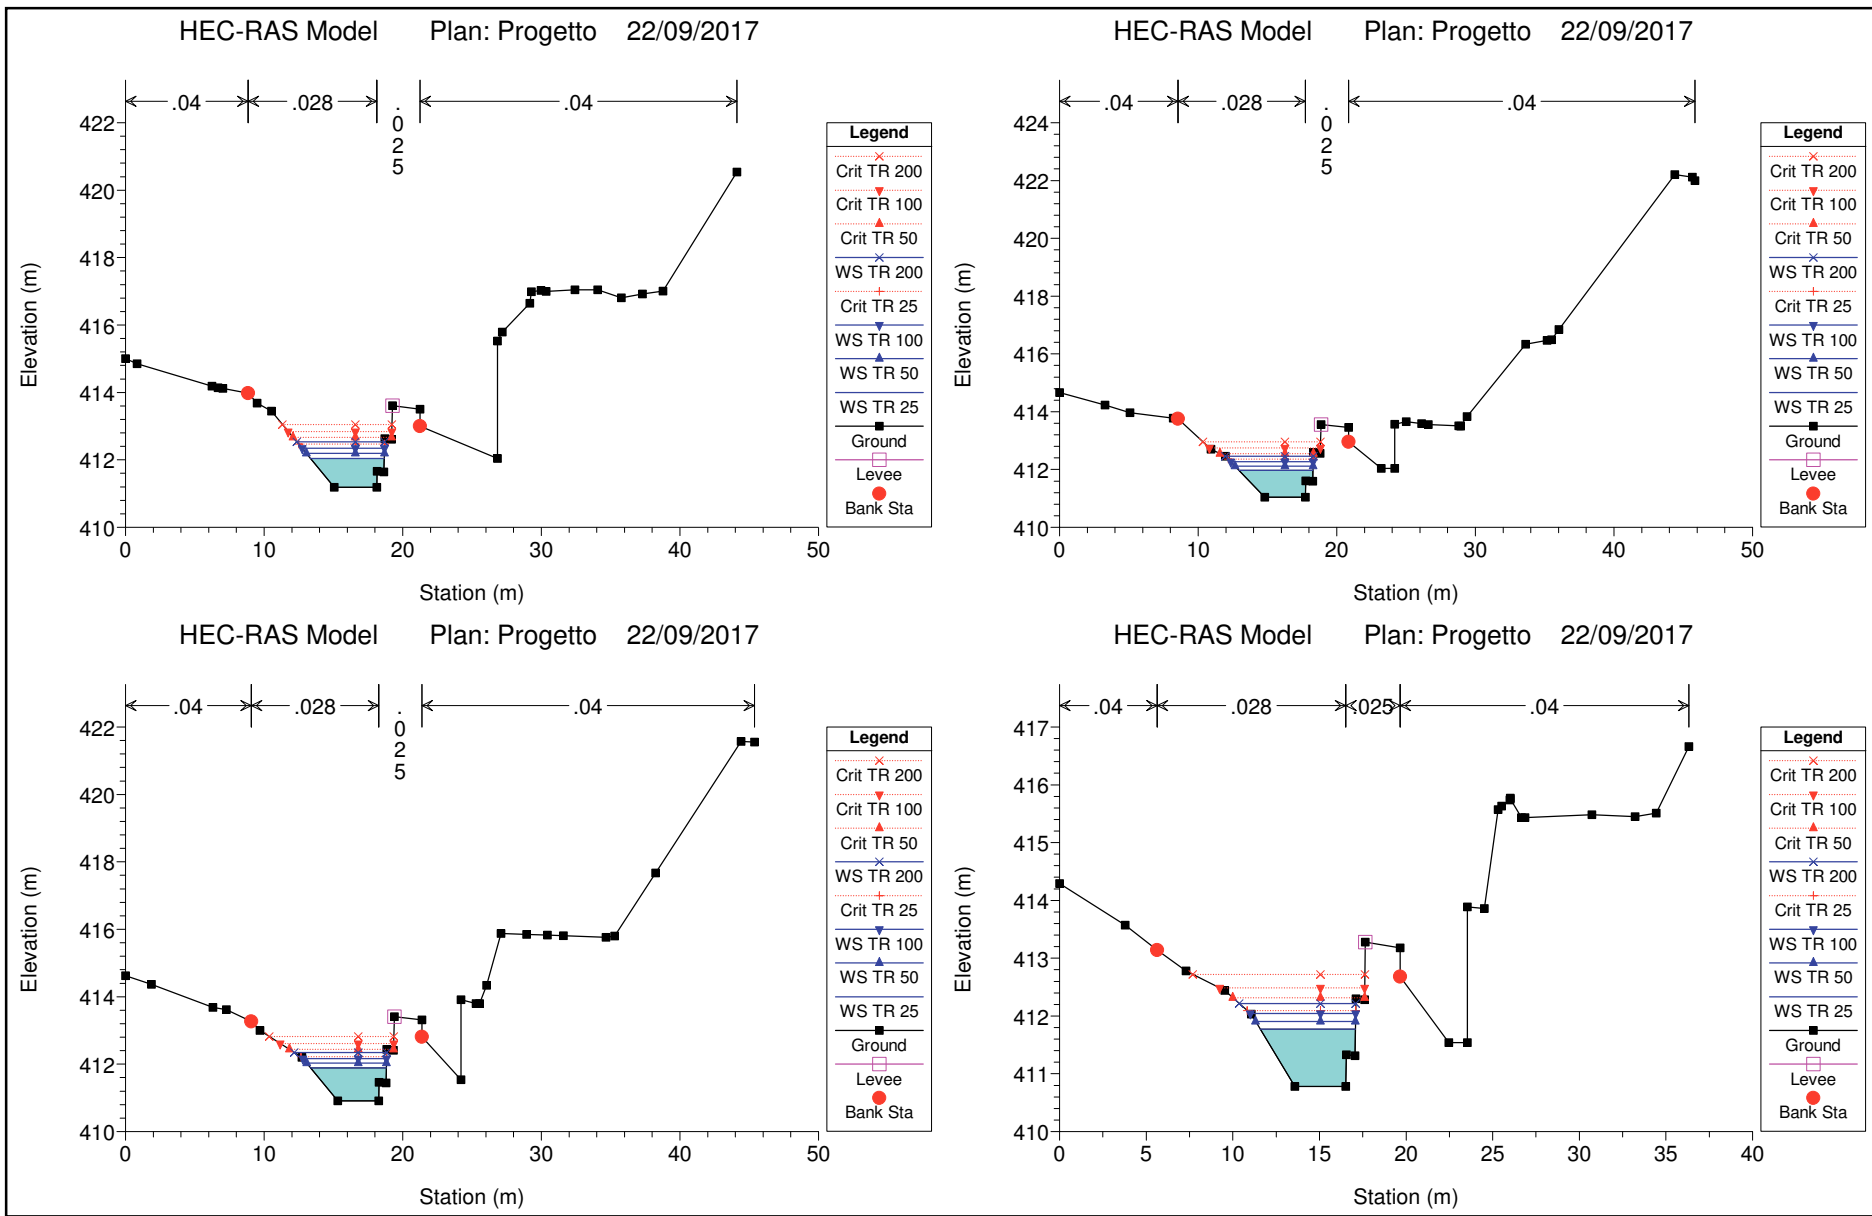 HEC-RAS Model Plan: Progetto 22/09/2017
.04 .028 .025 .04
422
420
418
416
414
412
410
0 10 20 30 40 50
Elevation (m)
Station (m)
Legend
Crit TR 200
Crit TR 100
Crit TR 50
WS TR 200
Crit TR 25
WS TR 100
WS TR 50
WS TR 25
Ground
Levee
Bank Sta
HEC-RAS Model Plan: Progetto 22/09/2017
.04 .028 .025 .04
424
422
420
418
416
414
412
410
0 10 20 30 40 50
Elevation (m)
Station (m)
Legend
Crit TR 200
Crit TR 100
Crit TR 50
WS TR 200
Crit TR 25
WS TR 100
WS TR 50
WS TR 25
Ground
Levee
Bank Sta
HEC-RAS Model Plan: Progetto 22/09/2017
.04 .028 .025 .04
422
420
418
416
414
412
410
0 10 20 30 40 50
Elevation (m)
Station (m)
Legend
Crit TR 200
Crit TR 100
Crit TR 50
WS TR 200
Crit TR 25
WS TR 100
WS TR 50
WS TR 25
Ground
Levee
Bank Sta
HEC-RAS Model Plan: Progetto 22/09/2017
.04 .028 .025 .04
417
416
415
414
413
412
411
410
0 5 10 15 20 25 30 35 40
Elevation (m)
Station (m)
Legend
Crit TR 200
Crit TR 100
Crit TR 50
WS TR 200
Crit TR 25
WS TR 100
WS TR 50
WS TR 25
Ground
Levee
Bank Sta